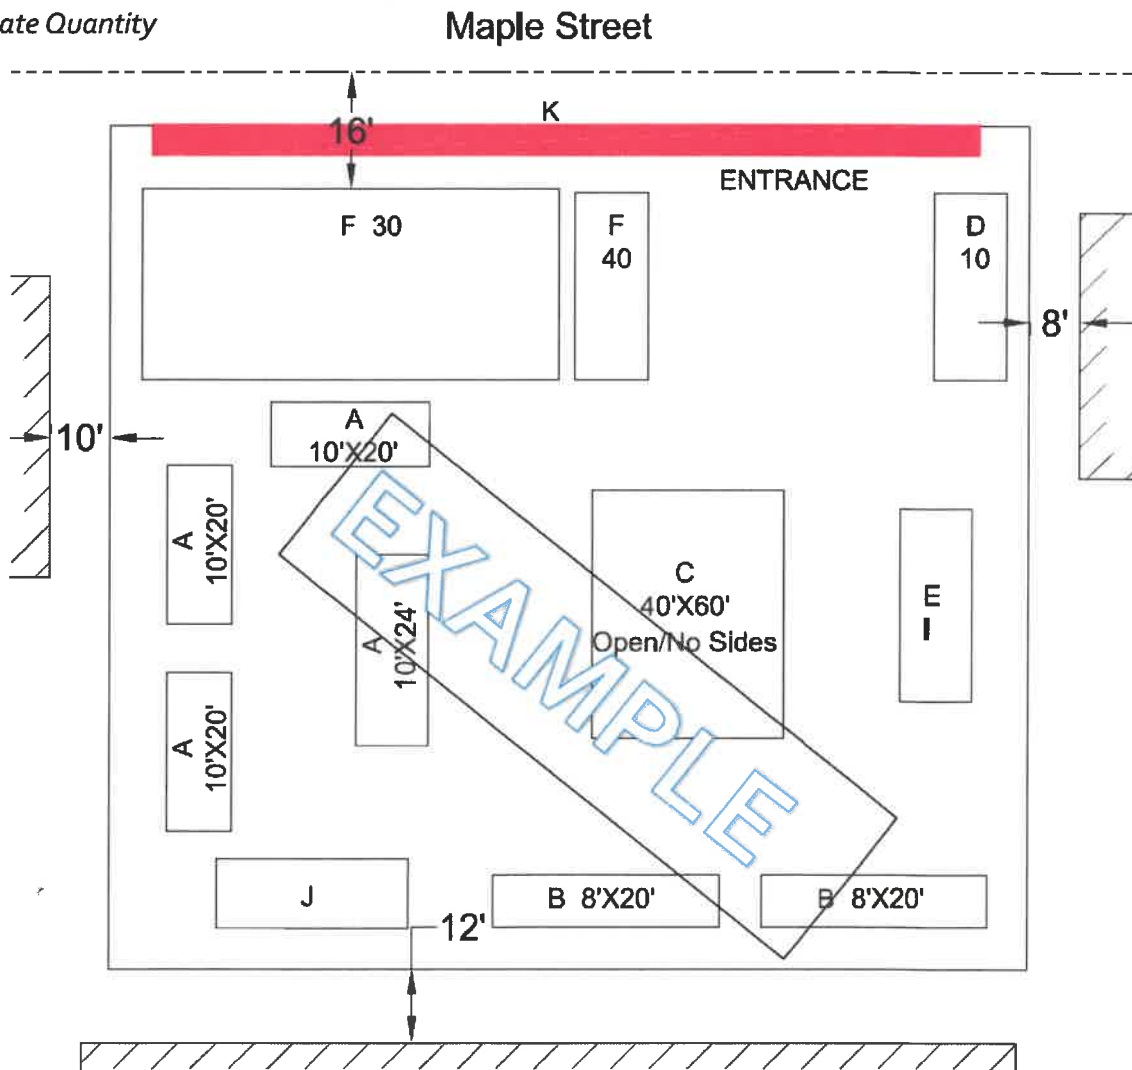 ate Quantity
Maple Street
K
16'
ENTRANCE
F 30
F
40
D
10
8'
10'
A
10'X20'
A
10'X20'
A
10'X24'
EXAMPLE
C
40'X60'
Open/No Sides
E
I
A
10'X20'
J
B 8'X20'
B 8'X20'
12'